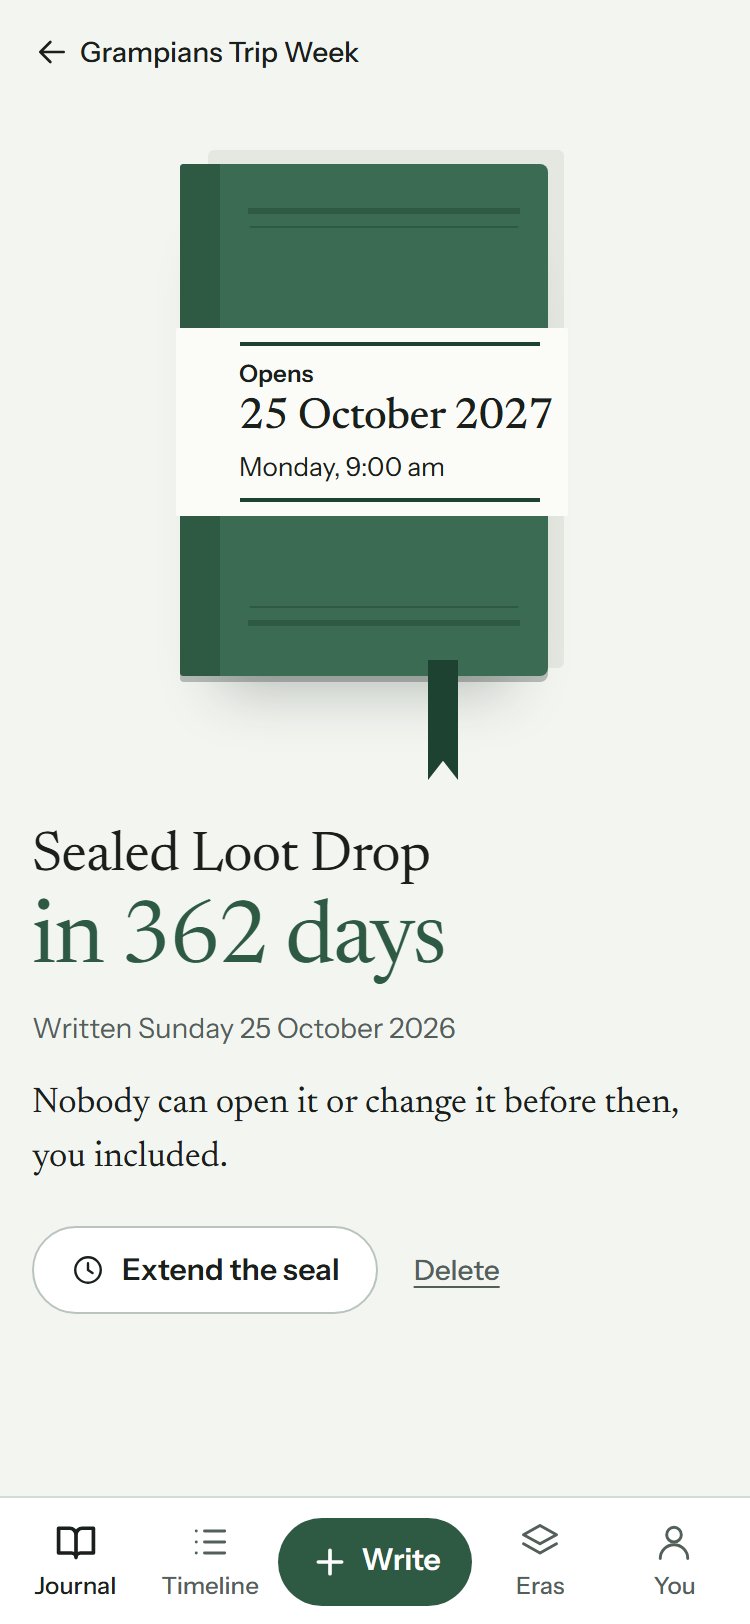 Grampians Trip Week
Opens
25 October 2027
Monday, 9:00 am
Sealed Loot Drop
in 362 days
Written Sunday 25 October 2026
Nobody can open it or change it before then,
you included.
Extend the seal
Delete
Journal
Timeline
Write
Eras
You